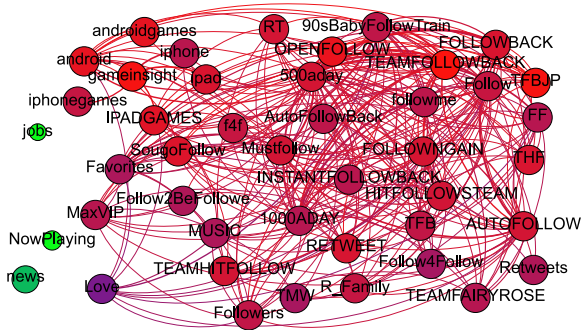 androidgames
RT
90sBabyFollowTrain
android
iphone
OPENFOLLOW
FOLLOWBACK
TEAMFOLLOWBACK
gameinsight
ipad
500aday
Follow
TFBJP
iphonegames
followme
IPADGAMES
f4f
AutoFollowBack
FF
jobs
SougoFollow
Mustfollow
FOLLOWNGAIN
THF
Favorites
INSTANTROLLOWBACK
HITFOLLOWSTEAM
Follow2BeFollowe
MaxVIP
1000ADAY
TFB
AUTOFOLLOW
MUSIC
NowPlaying
RETWEET
news
TEAMHITFOLLOW
Follow4Follow
Retweets
Love
TMW
R_Family
TEAMFAIRYROSE
Followers